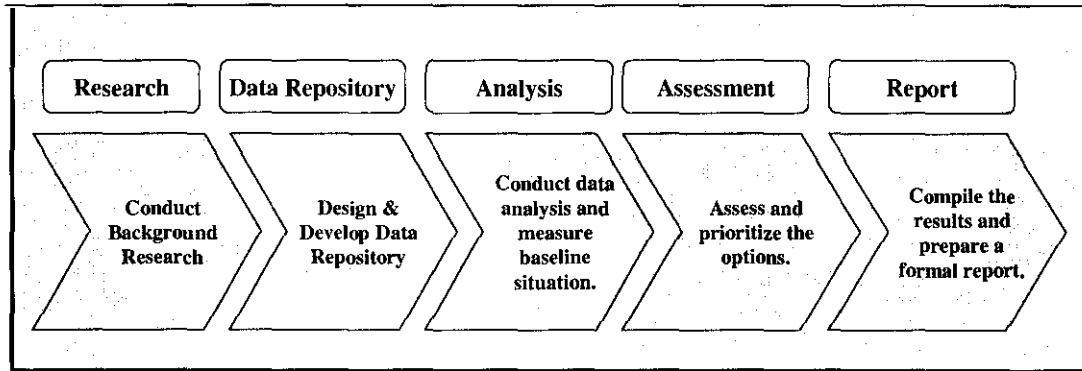 Research
Data Repository
Analysis
Assessment
Report
Conduct
Background
Research
Design &
Develop Data
Repository
Conduct data
analysis and
measure
baseline
situation.
Assess and
prioritize the
options.
Compile the
results and
prepare a
formal report.